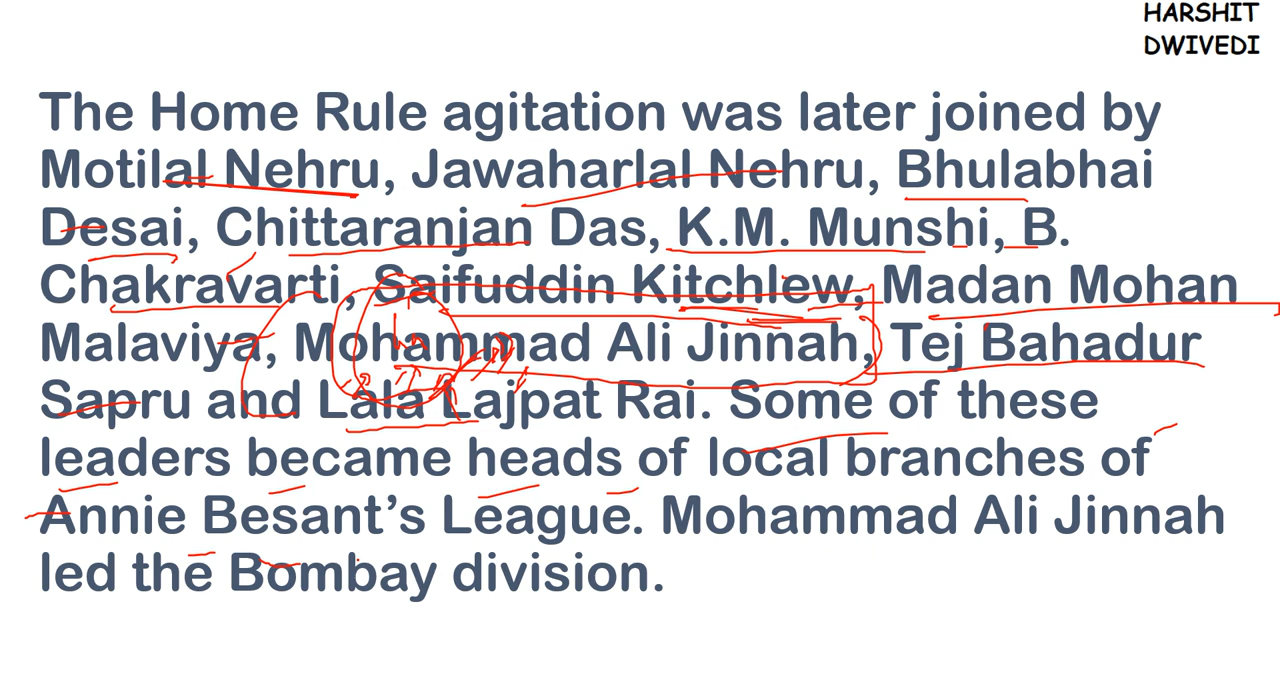 HARSHIT
DWIVEDI
The Home Rule agitation was later joined by
Motilal Nehru, Jawaharlal Nehru, Bhulabhai
Desai, Chittaranjan Das, K.M. Munshi, B.
Chakravarti, Saifuddin Kitchlew, Madan Mohan
Malaviya, Mohammad Ali Jinnah, Tej Bahadur
Sapru and Lala Lajpat Rai. Some of these
leaders became heads of local branches of
Annie Besant’s League. Mohammad Ali Jinnah
led the Bombay division.